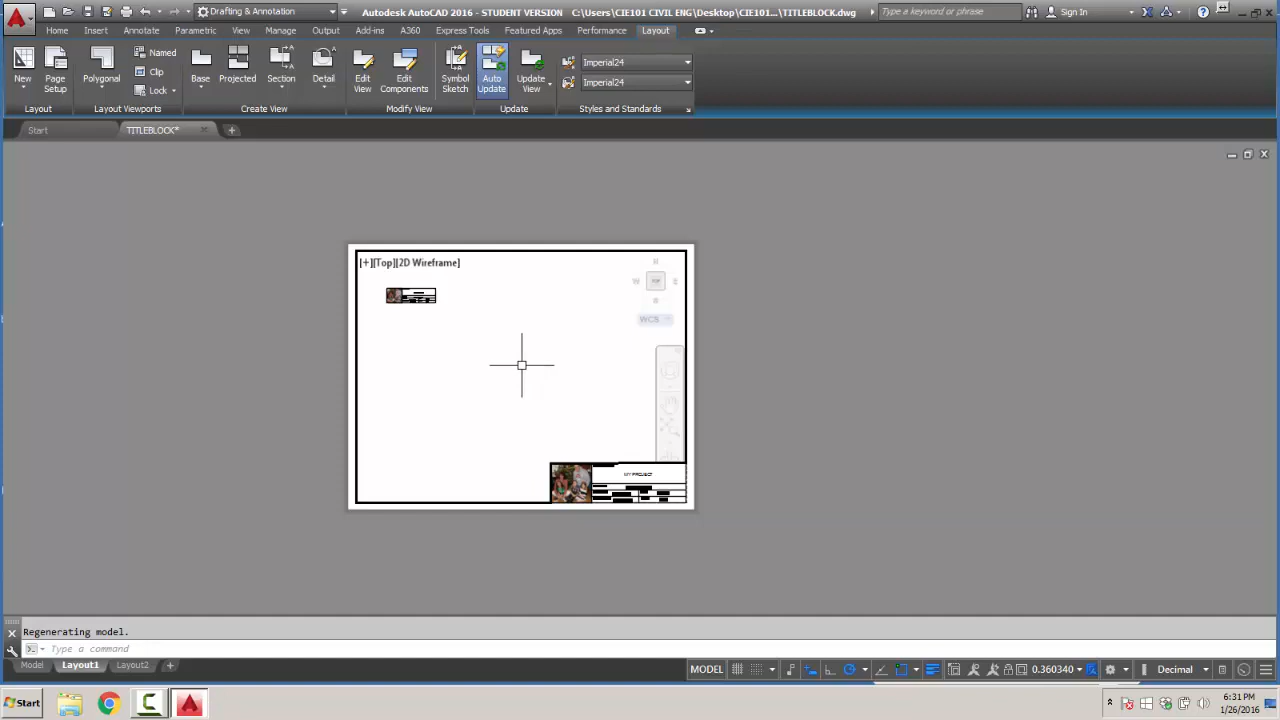 Drafting & Annotation
Autodesk AutoCAD 2016 - STUDENT VERSION C:\Users\CIE101 CIVIL ENG\Desktop\CIE101...\TITLEBLOCK.dwg
Type a keyword or phrase
Sign In
Home Insert Annotate Parametric View Manage Output Add-ins A360 Express Tools Featured Apps Performance Layout
New
Page Setup
Polygonal
Named
Clip
Lock
Base
Projected
Section
Detail
Edit View
Edit Components
Symbol Sketch
Auto Update
Update View
Imperial24
Imperial24
Layout Layout Viewports Create View Modify View Update Styles and Standards
Start TITLEBLOCK*
[+][Top][2D Wireframe]
N
W TOP E
WCS
MY PROJECT
Regenerating model.
Type a command
Model Layout1 Layout2
MODEL 0.360340 Decimal
Start
6:31 PM
1/26/2016